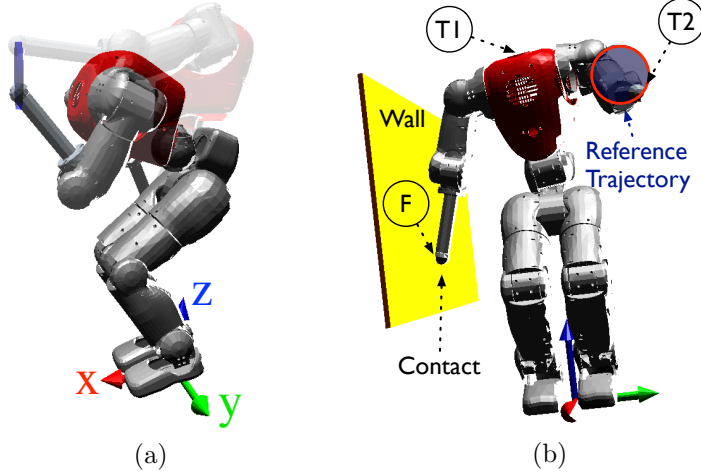 T1
T2
Wall
Reference
Trajectory
F
z
x
y
Contact
(a)
(b)